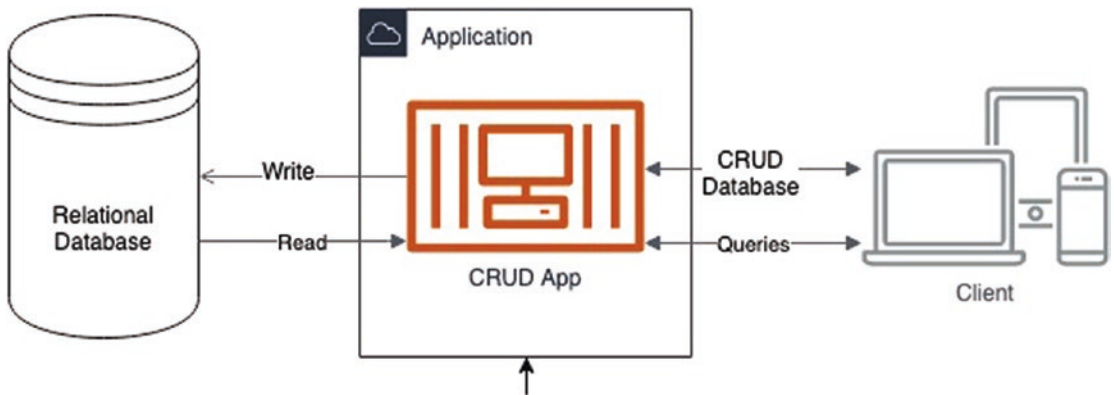 Application
Write
CRUD
Database
Relational
Database
Read
Queries
CRUD App
Client